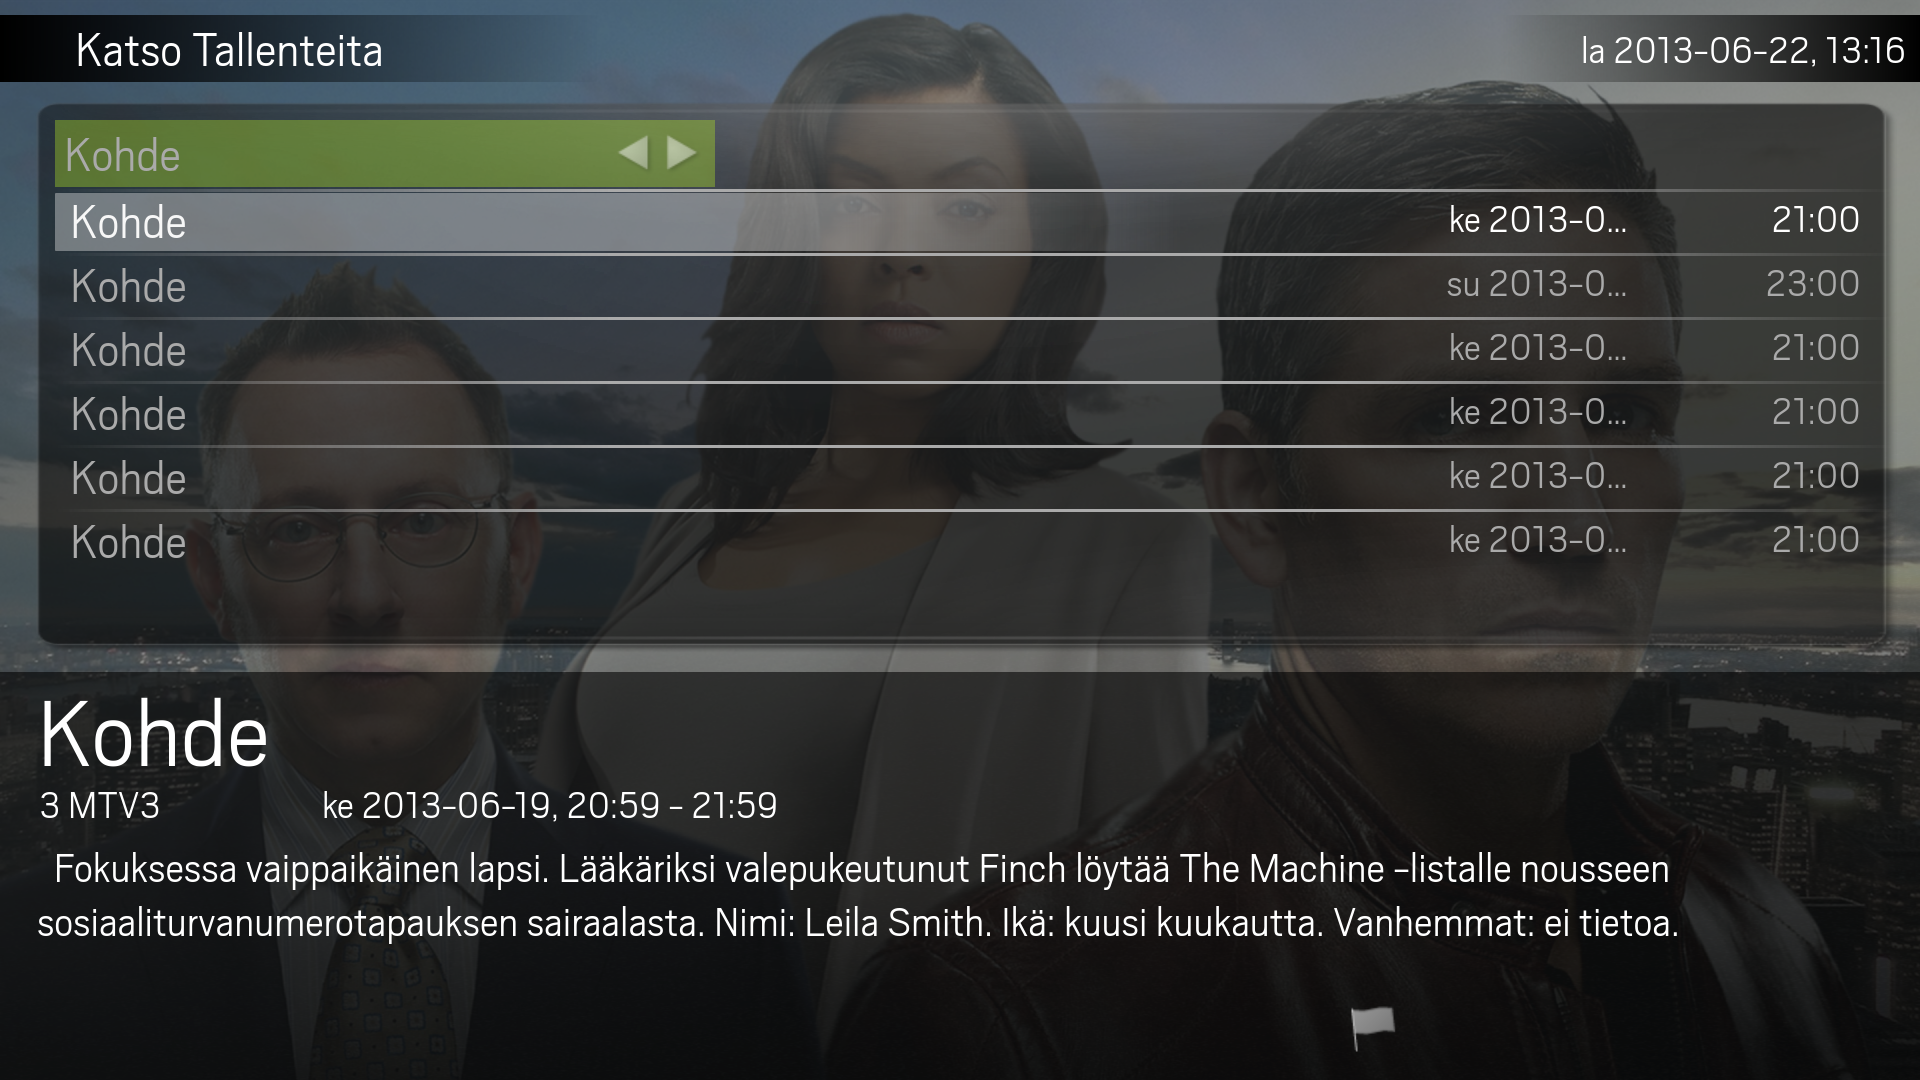 Katso Tallenteita
la 2013-06-22, 13:16
Kohde
Kohde ke 2013-0... 21:00
Kohde su 2013-0... 23:00
Kohde ke 2013-0... 21:00
Kohde ke 2013-0... 21:00
Kohde ke 2013-0... 21:00
Kohde ke 2013-0... 21:00
Kohde
3 MTV3 ke 2013-06-19, 20:59 - 21:59
Fokuksessa vaippaikäinen lapsi. Lääkäriksi valepukeutunut Finch löytää The Machine -listalle nousseen
sosiaaliturvanumerotapauksen sairaalasta. Nimi: Leila Smith. Ikä: kuusi kuukautta. Vanhemmat: ei tietoa.